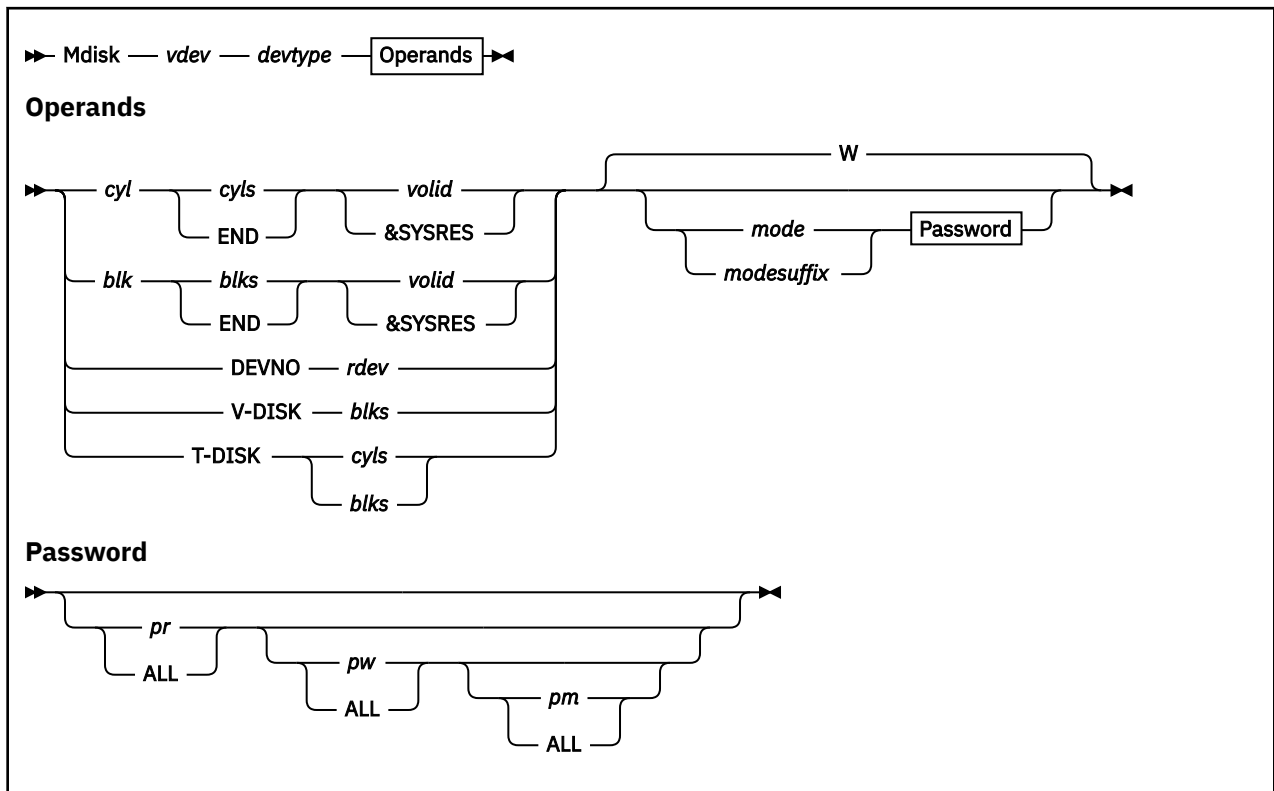 Mdisk vdev devtype Operands
Operands
W
cyl cyls volid
END &SYSRES
mode Password
modesuffix
blk blks volid
END &SYSRES
DEVNO rdev
V-DISK blks
T-DISK cyls
blks
Password
pr
ALL
pw
ALL
pm
ALL